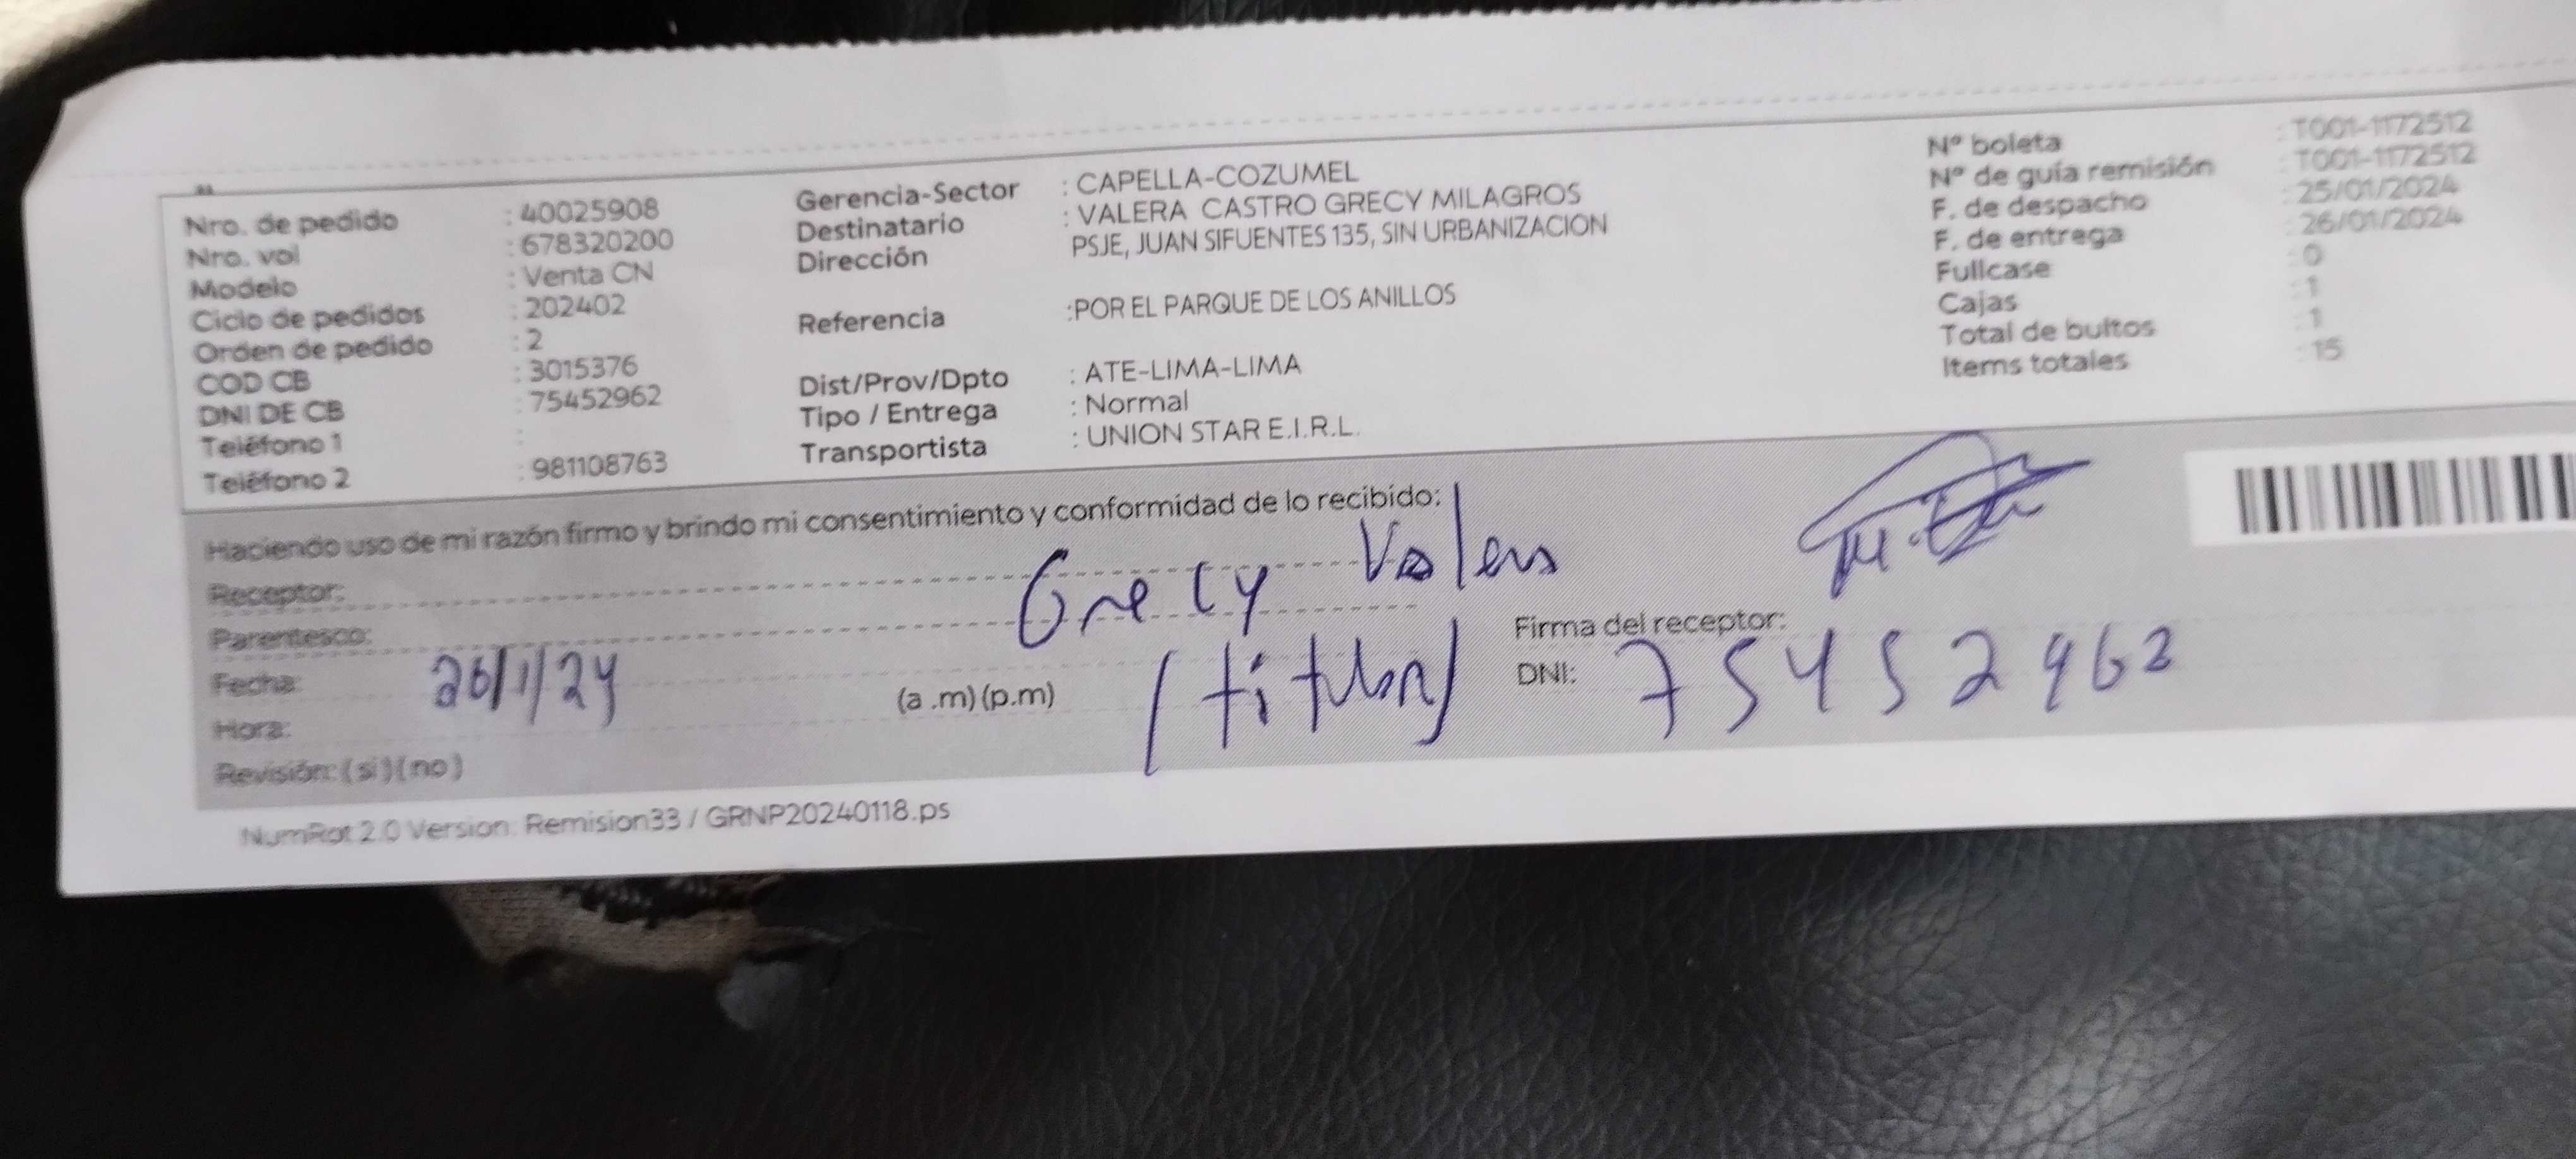 Nro. de pedido : 40025908 Gerencia-Sector : CAPELLA-COZUMEL Nº boleta : T001-1172512
Nro. vol : 678320200 Destinatario : VALERA CASTRO GRECY MILAGROS Nº de guía remisión : T001-1172512
Modelo : Venta CN Dirección PSJE, JUAN SIFUENTES 135, SIN URBANIZACION F. de despacho : 25/01/2024
Ciclo de pedidos : 202402 F. de entrega : 26/01/2024
Orden de pedido : 2 Referencia :POR EL PARQUE DE LOS ANILLOS Fullcase : 0
COD CB : 3015376 Cajas : 1
DNI DE CB : 75452962 Dist/Prov/Dpto : ATE-LIMA-LIMA Total de bultos : 1
Teléfono 1 : Tipo / Entrega : Normal Items totales : 15
Teléfono 2 : 981108763 Transportista : UNION STAR E.I.R.L.
Haciendo uso de mi razón firmo y brindo mi consentimiento y conformidad de lo recibido:
Receptor: Grecy Valera
Parentesco: (titular) Firma del receptor:
Fecha: 26/1/24 DNI: 75452962
Hora: (a .m) (p.m)
Revisión: ( si ) ( no )
NumRot 2.0 Version: Remision33 / GRNP20240118.ps